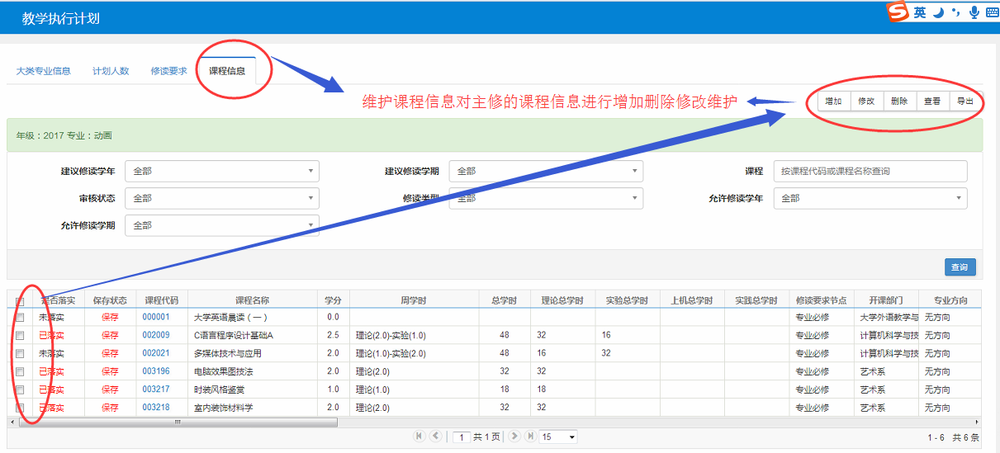 教学执行计划
英
大类专业信息 计划人数 修读要求 课程信息
维护课程信息对主修的课程信息进行增加删除修改维护
增加 修改 删除 查看 导出
年级：2017 专业：动画
建议修读学年 全部 建议修读学期 全部 课程 按课程代码或课程名称查询
审核状态 全部 修读类型 全部 允许修读学年 全部
允许修读学期 全部
查询
是否落实 保存状态 课程代码 课程名称 学分 周学时 总学时 理论总学时 实验总学时 上机总学时 实践总学时 修读要求节点 开课部门 专业方向
未落实 保存 000001 大学英语晨读（一） 0.0 专业必修 大学外语教学与 无方向
已落实 保存 002009 C语言程序设计基础A 2.5 理论(2.0)-实验(1.0) 48 32 16 专业必修 计算机科学与技 无方向
未落实 保存 002021 多媒体技术与应用 2.0 理论(1.0)-实验(2.0) 48 16 32 专业必修 计算机科学与技 无方向
已落实 保存 003196 电脑效果图技法 2.0 理论(2.0) 32 32 专业必修 艺术系 无方向
已落实 保存 003217 时装风格鉴赏 1.0 理论(1.0) 18 18 专业必修 艺术系 无方向
已落实 保存 003218 室内装饰材料学 2.0 理论(2.0) 32 32 专业必修 艺术系 无方向
1 共 1 页 15 1 - 6 共 6 条